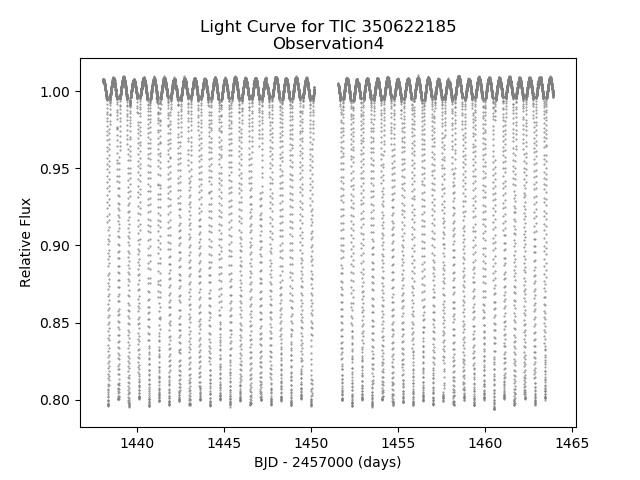 Light Curve for TIC 350622185
Observation4
1.00
0.95
0.90
0.85
0.80
Relative Flux
1440 1445 1450 1455 1460 1465
BJD - 2457000 (days)